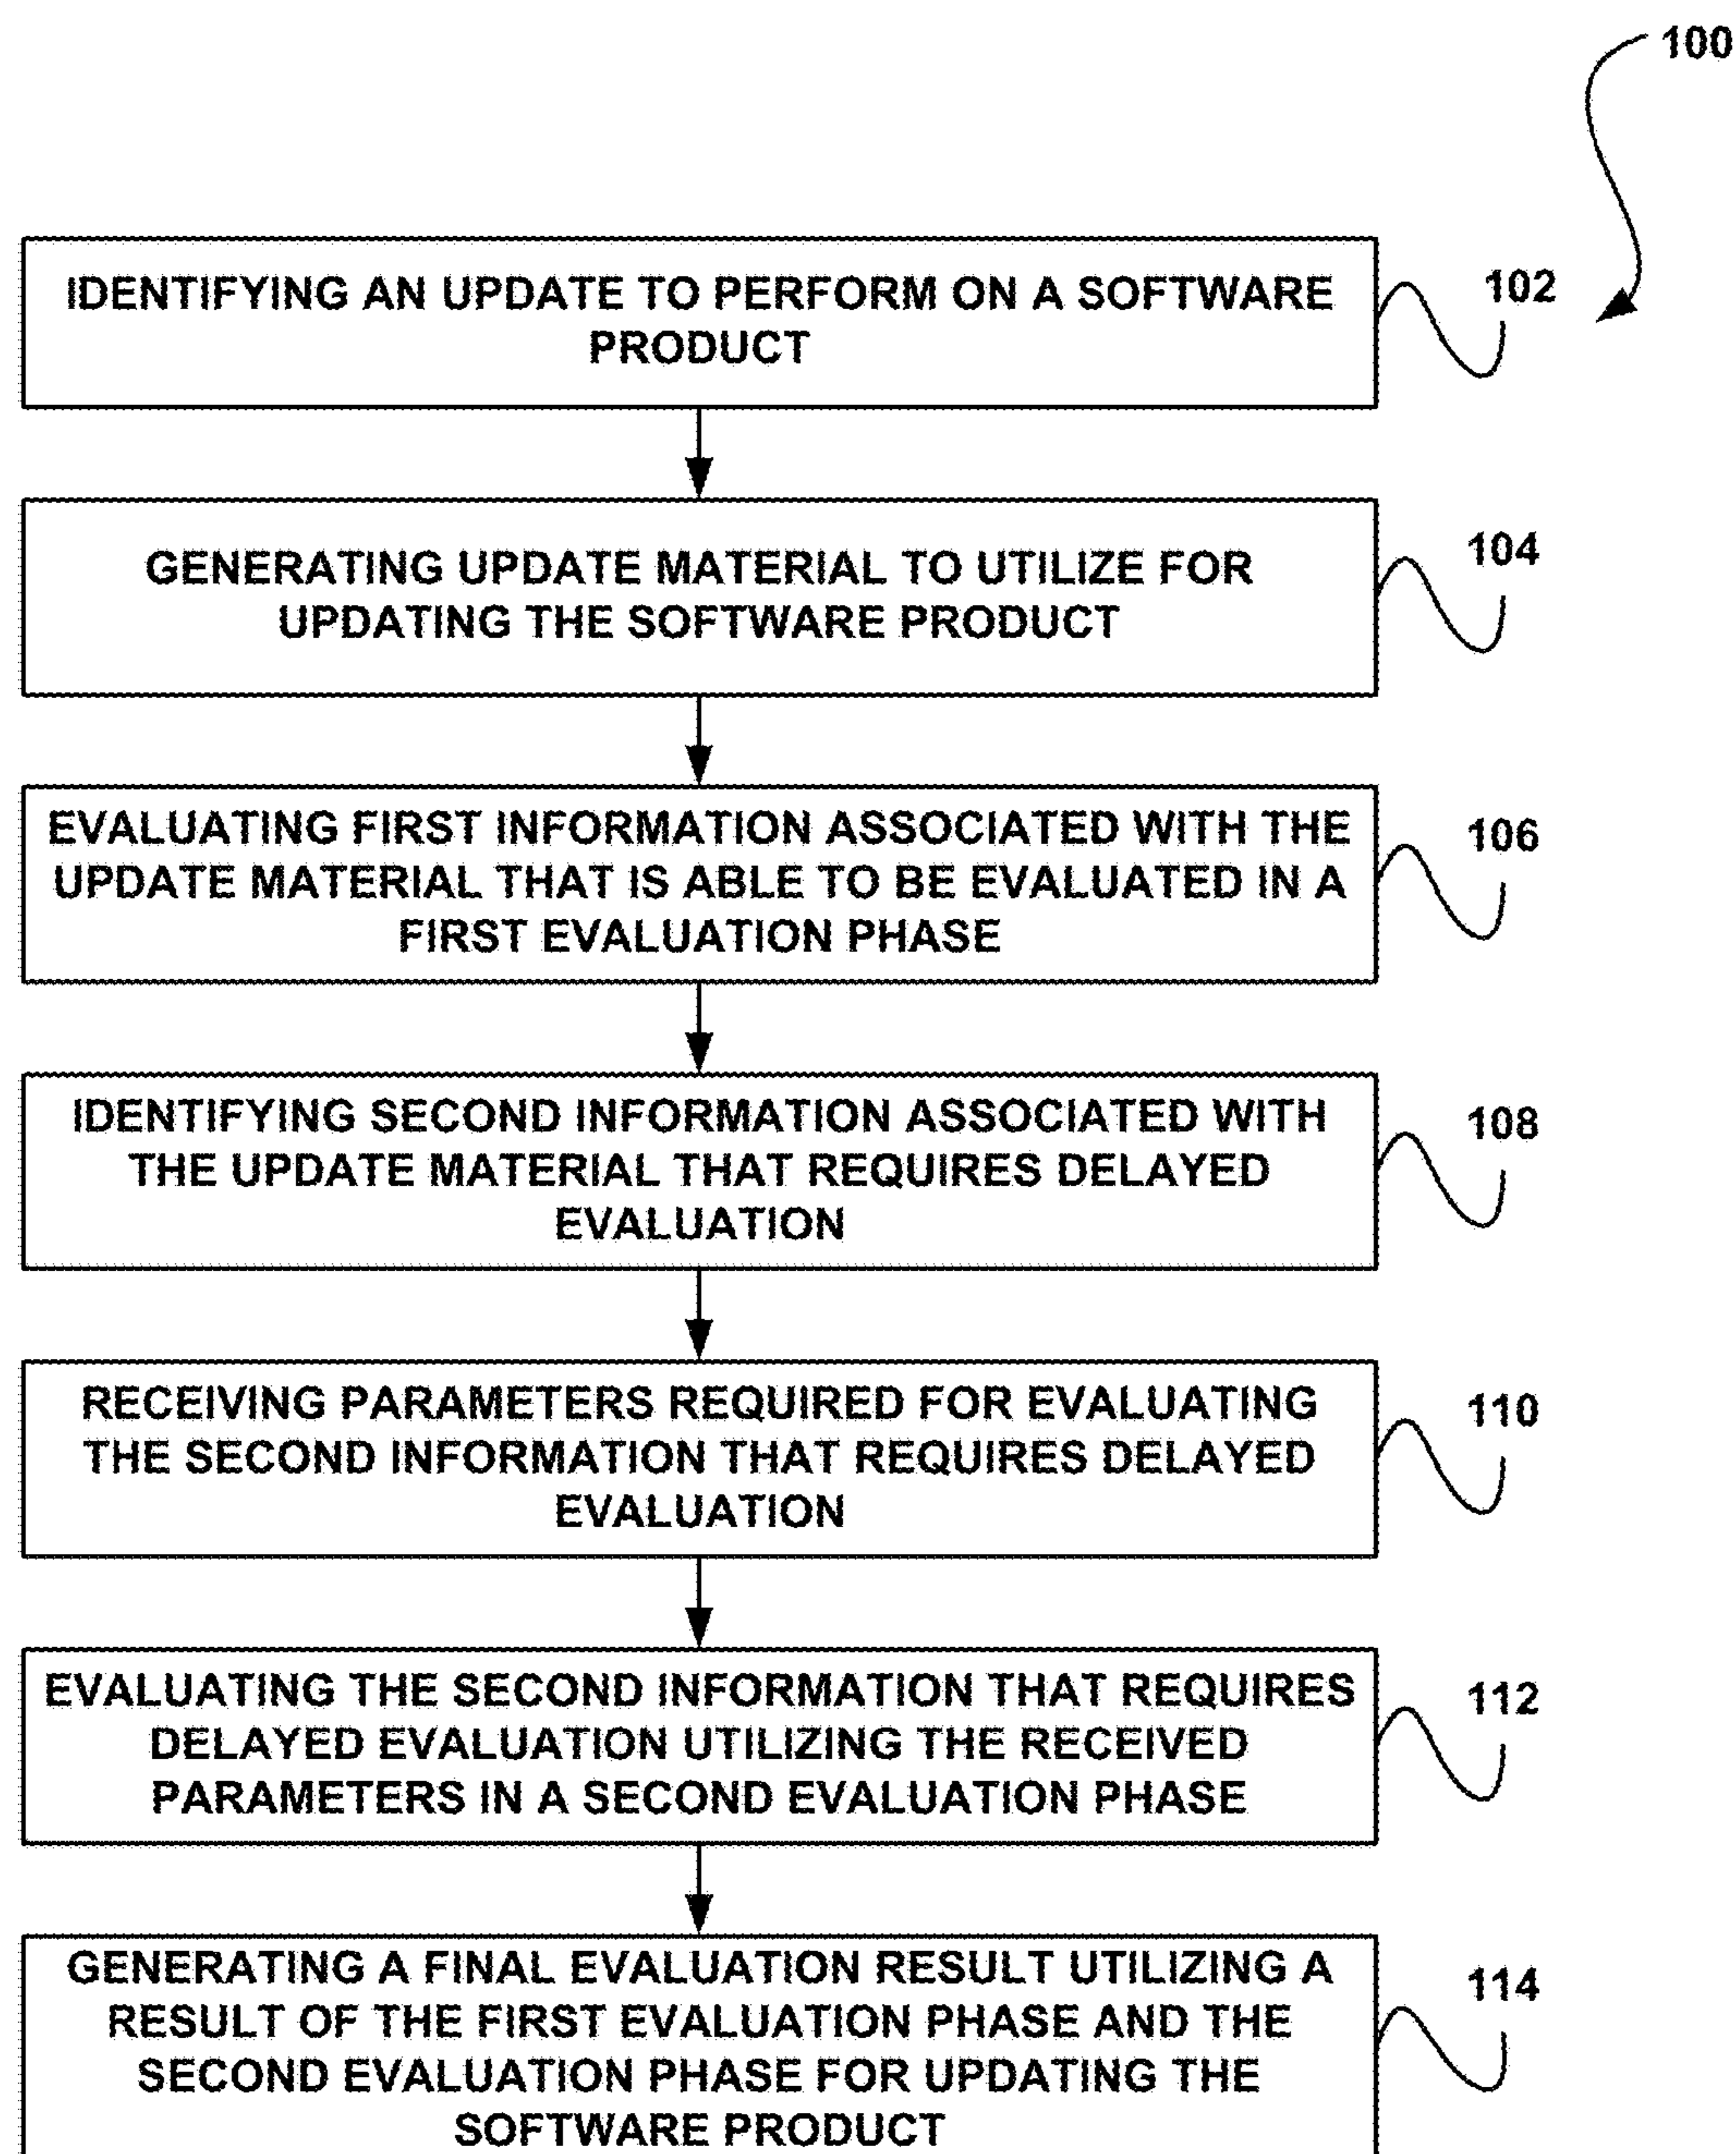 100
IDENTIFYING AN UPDATE TO PERFORM ON A SOFTWARE
PRODUCT
102
GENERATING UPDATE MATERIAL TO UTILIZE FOR
UPDATING THE SOFTWARE PRODUCT
104
EVALUATING FIRST INFORMATION ASSOCIATED WITH THE
UPDATE MATERIAL THAT IS ABLE TO BE EVALUATED IN A
FIRST EVALUATION PHASE
106
IDENTIFYING SECOND INFORMATION ASSOCIATED WITH
THE UPDATE MATERIAL THAT REQUIRES DELAYED
EVALUATION
108
RECEIVING PARAMETERS REQUIRED FOR EVALUATING
THE SECOND INFORMATION THAT REQUIRES DELAYED
EVALUATION
110
EVALUATING THE SECOND INFORMATION THAT REQUIRES
DELAYED EVALUATION UTILIZING THE RECEIVED
PARAMETERS IN A SECOND EVALUATION PHASE
112
GENERATING A FINAL EVALUATION RESULT UTILIZING A
RESULT OF THE FIRST EVALUATION PHASE AND THE
SECOND EVALUATION PHASE FOR UPDATING THE
SOFTWARE PRODUCT
114